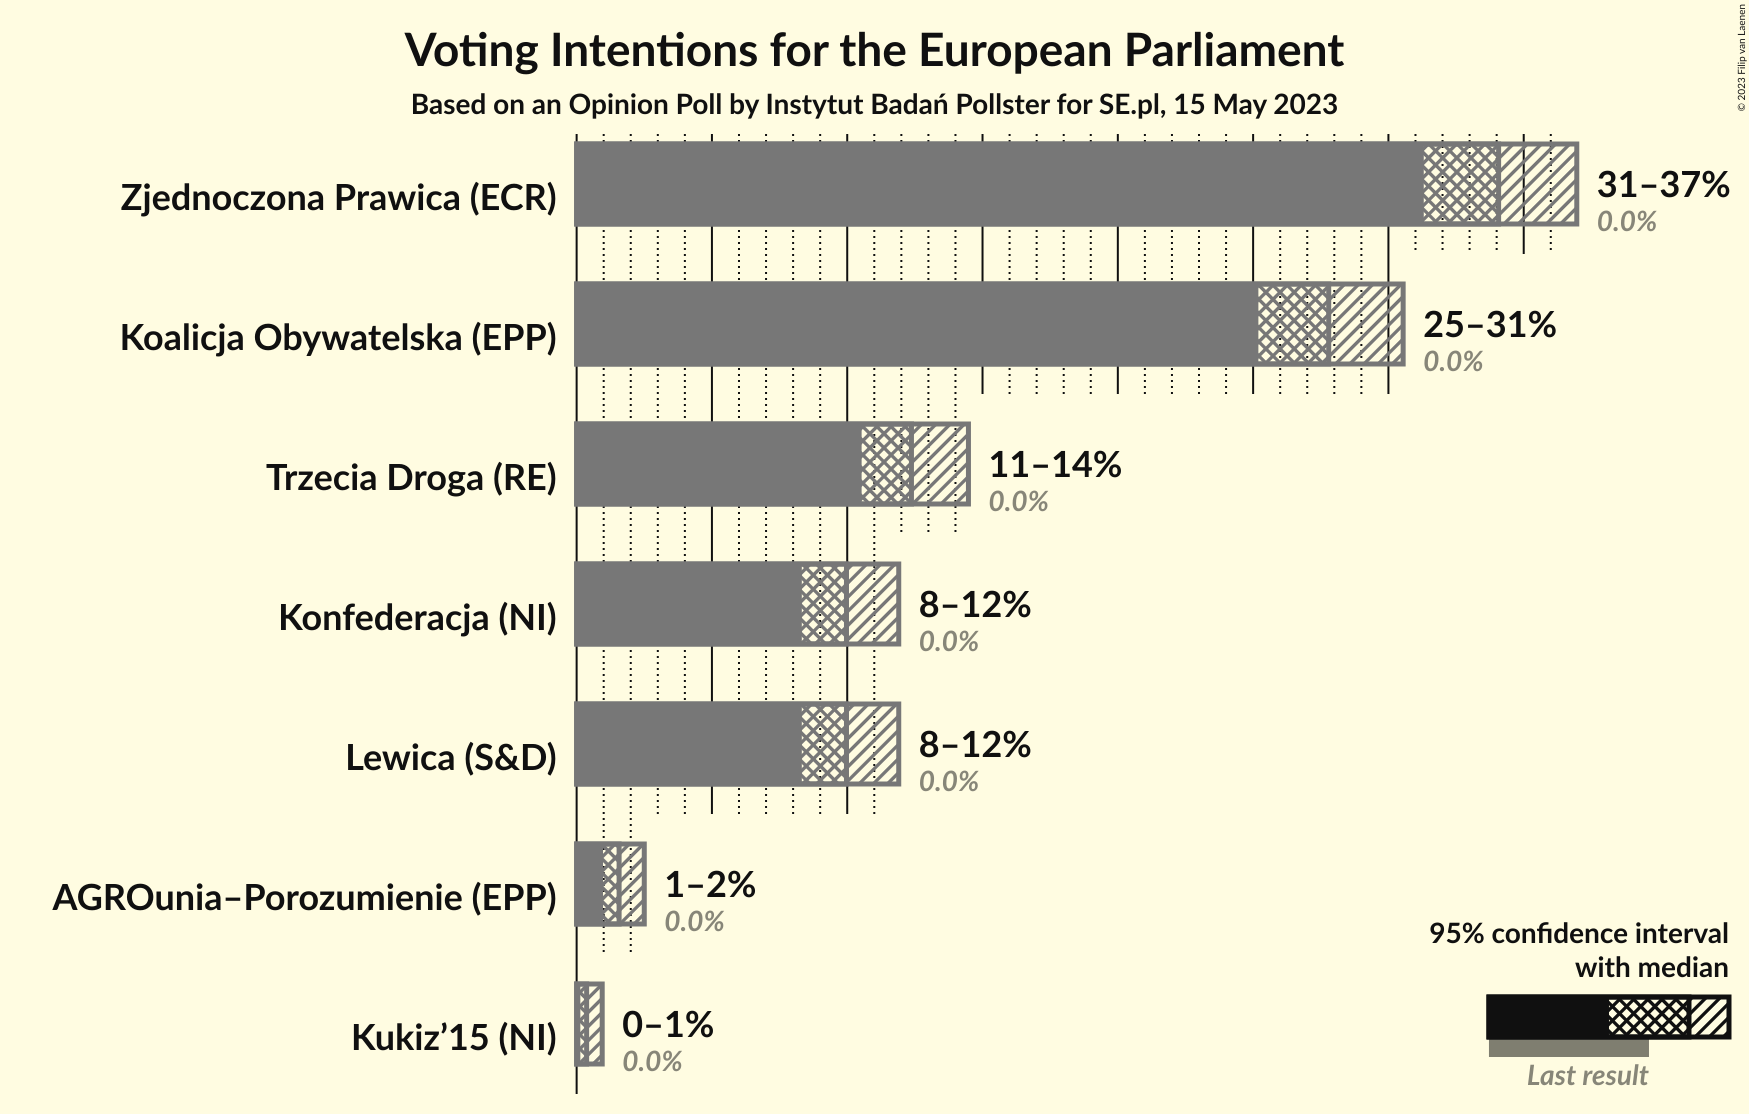 Voting Intentions for the European Parliament
Based on an Opinion Poll by Instytut Badań Pollster for SE.pl, 15 May 2023
© 2023 Filip van Laenen
Zjednoczona Prawica (ECR)
31–37%
0.0%
Koalicja Obywatelska (EPP)
25–31%
0.0%
Trzecia Droga (RE)
11–14%
0.0%
Konfederacja (NI)
8–12%
0.0%
Lewica (S&D)
8–12%
0.0%
AGROunia–Porozumienie (EPP)
1–2%
0.0%
Kukiz’15 (NI)
0–1%
0.0%
95% confidence interval
with median
Last result